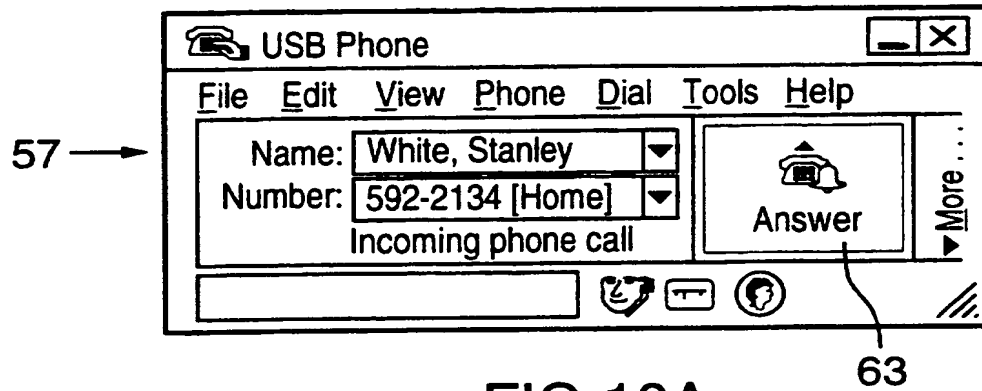 USB Phone
File Edit View Phone Dial Tools Help
57
Name: White, Stanley
Number: 592-2134 [Home]
Incoming phone call
Answer
More...
63